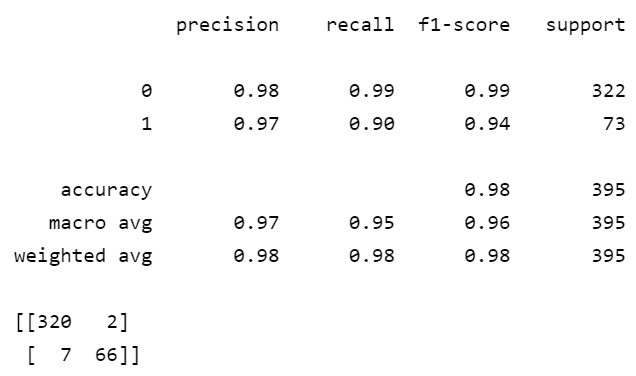 precision recall f1-score support
0 0.98 0.99 0.99 322
1 0.97 0.90 0.94 73
accuracy 0.98 395
macro avg 0.97 0.95 0.96 395
weighted avg 0.98 0.98 0.98 395
[[320 2]
[ 7 66]]